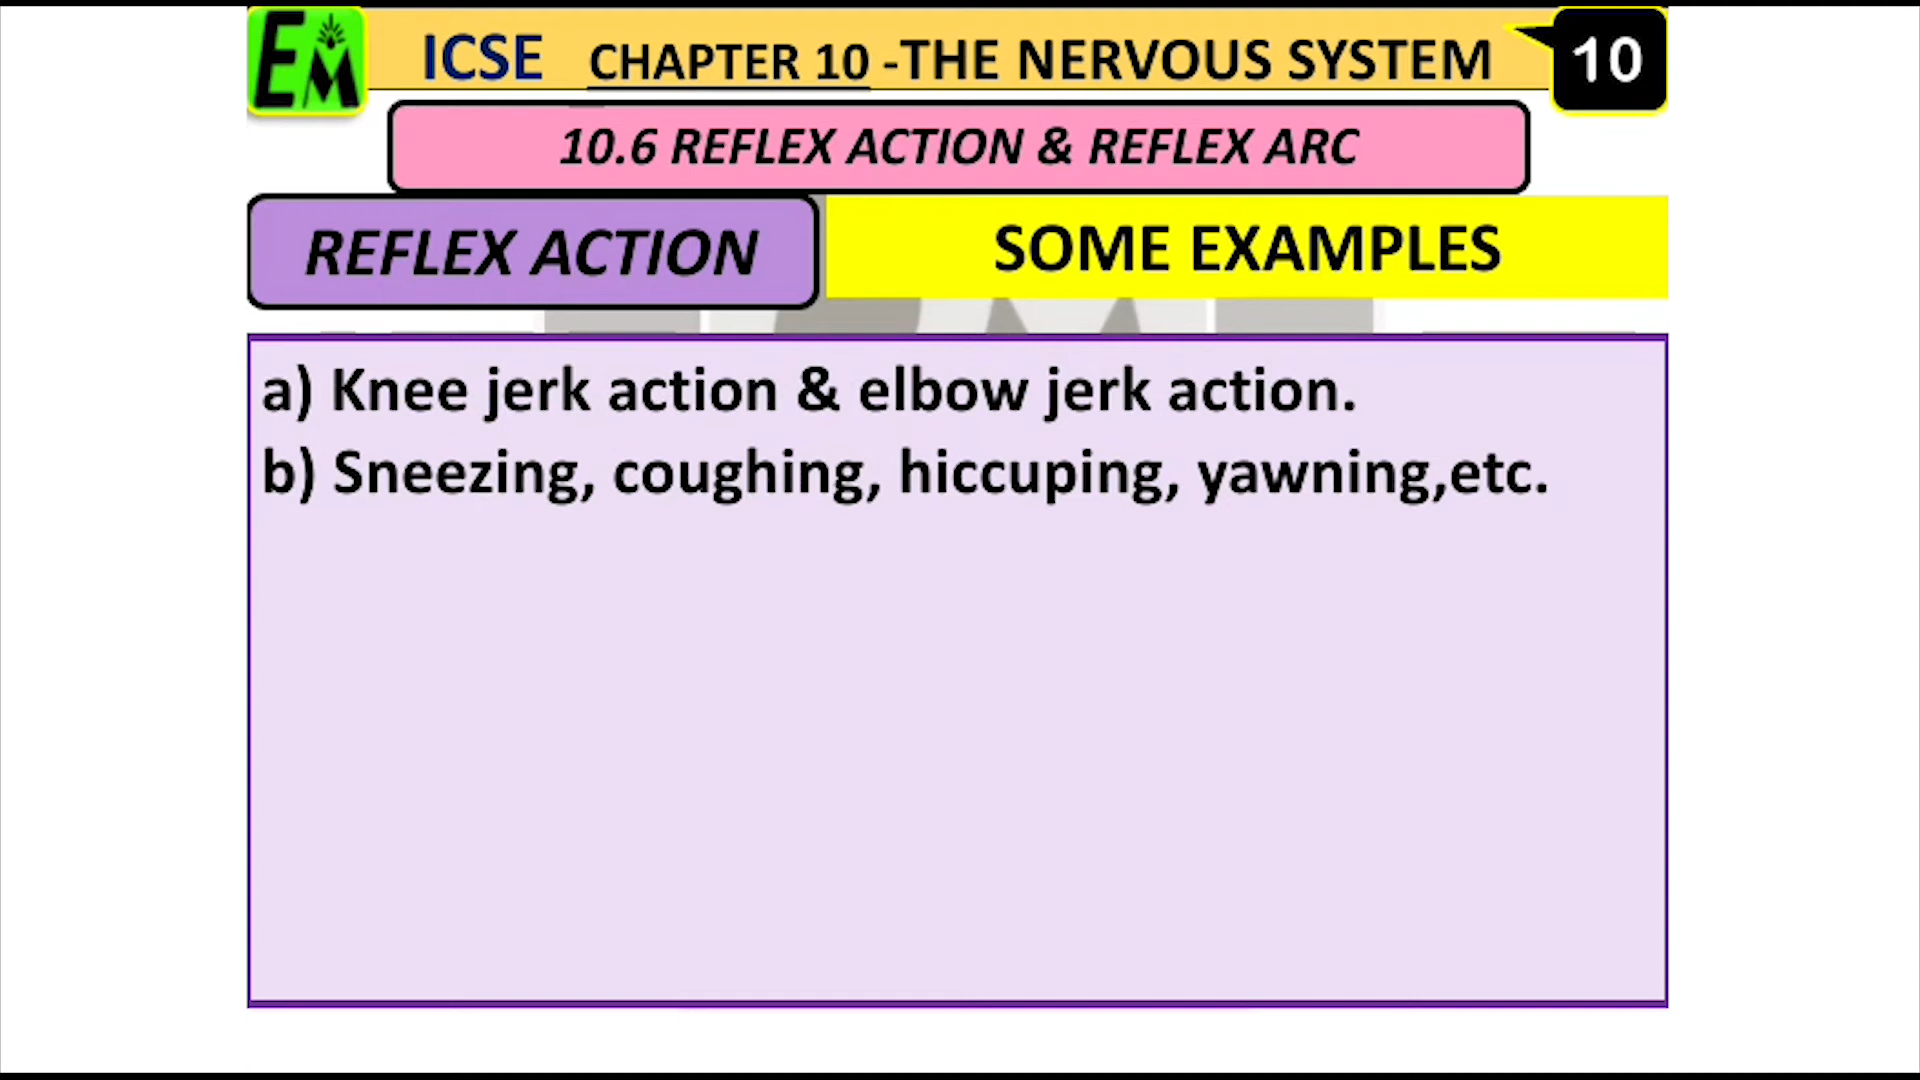 EM
ICSE CHAPTER 10 -THE NERVOUS SYSTEM
10
10.6 REFLEX ACTION & REFLEX ARC
REFLEX ACTION
SOME EXAMPLES
a) Knee jerk action & elbow jerk action.
b) Sneezing, coughing, hiccuping, yawning,etc.